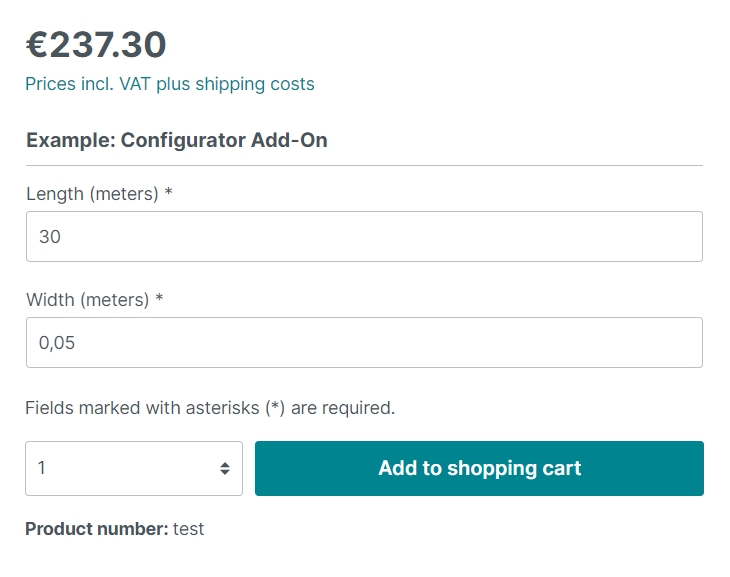 €237.30
Prices incl. VAT plus shipping costs
Example: Configurator Add-On
Length (meters) *
30
Width (meters) *
0,05
Fields marked with asterisks (*) are required.
1
Add to shopping cart
Product number: test